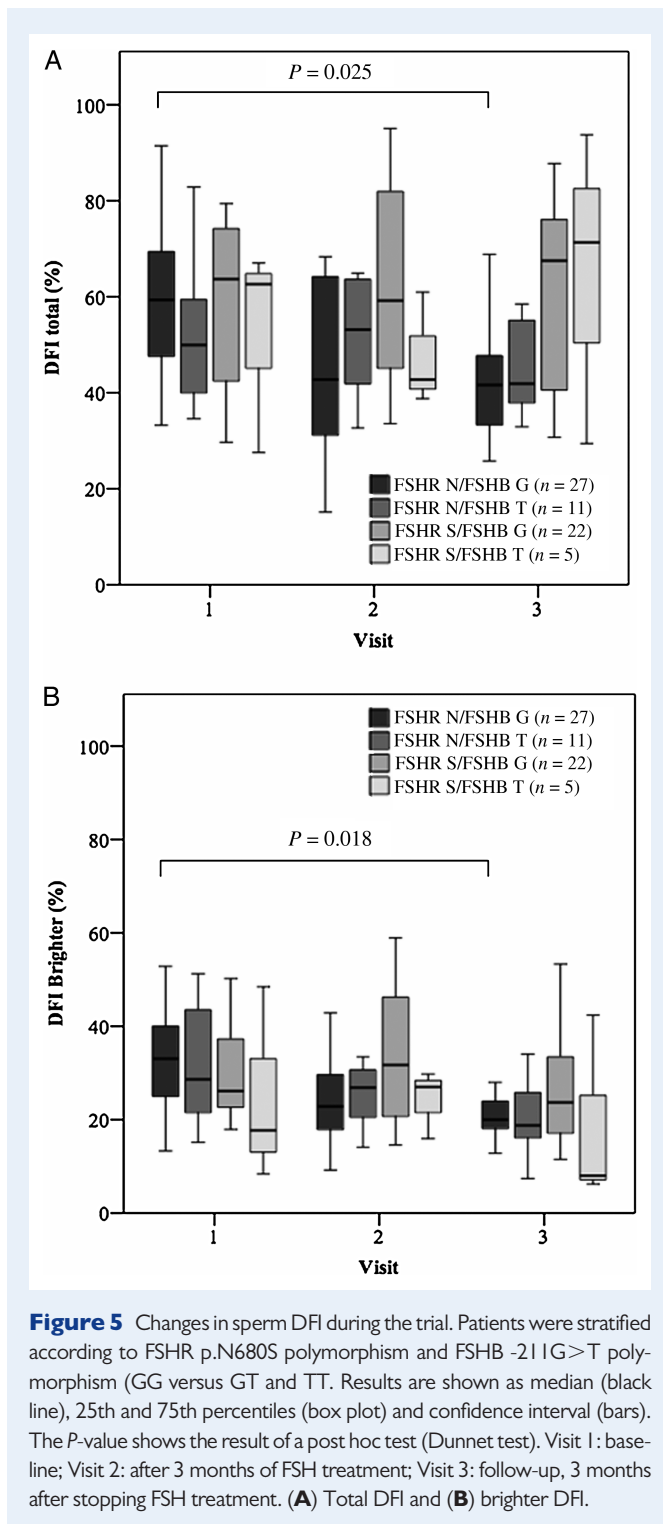 A
P = 0.025
100
80
60
40
20
0
DFI total (%)
FSHR N/FSHB G (n = 27)
FSHR N/FSHB T (n = 11)
FSHR S/FSHB G (n = 22)
FSHR S/FSHB T (n = 5)
1 2 3
Visit
B
FSHR N/FSHB G (n = 27)
FSHR N/FSHB T (n = 11)
FSHR S/FSHB G (n = 22)
FSHR S/FSHB T (n = 5)
P = 0.018
100
80
60
40
20
0
DFI Brighter (%)
1 2 3
Visit
Figure 5 Changes in sperm DFI during the trial. Patients were stratified
according to FSHR p.N680S polymorphism and FSHB -211G>T poly-
morphism (GG versus GT and TT. Results are shown as median (black
line), 25th and 75th percentiles (box plot) and confidence interval (bars).
The P-value shows the result of a post hoc test (Dunnet test). Visit 1: base-
line; Visit 2: after 3 months of FSH treatment; Visit 3: follow-up, 3 months
after stopping FSH treatment. (A) Total DFI and (B) brighter DFI.